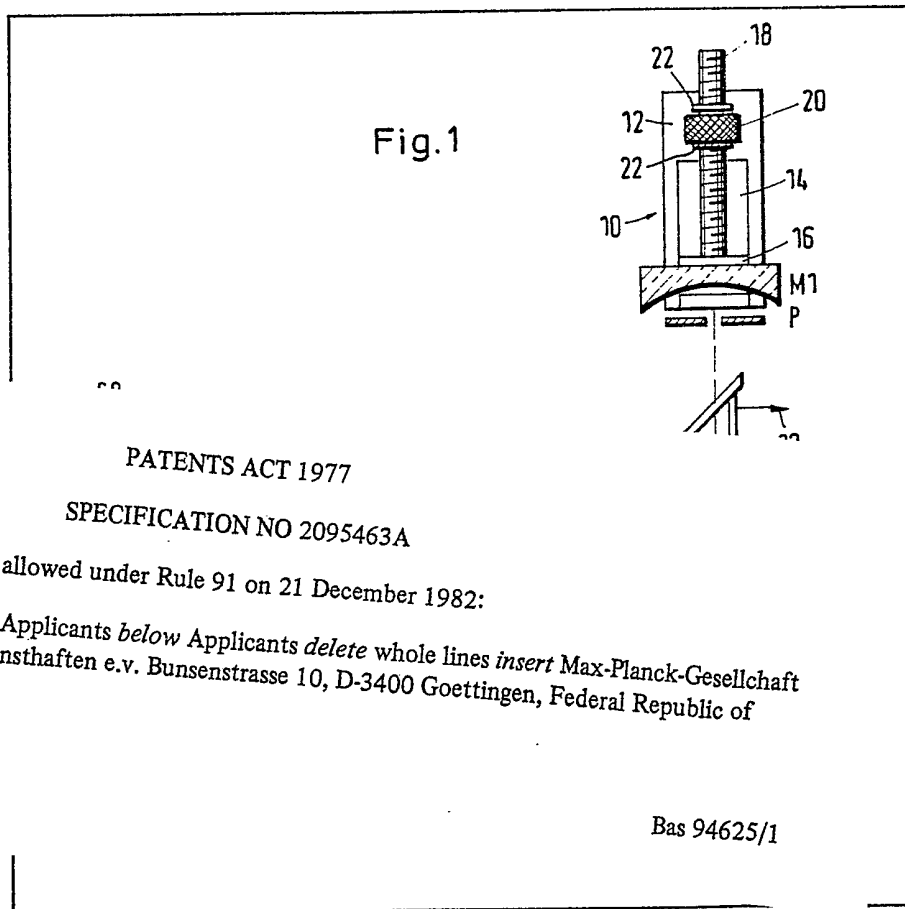 18
22
20
12
Fig.1
22
14
10
16
M1
P
PATENTS ACT 1977
SPECIFICATION NO 2095463A
allowed under Rule 91 on 21 December 1982:
Applicants below Applicants delete whole lines insert Max-Planck-Gesellchaft
nsthaften e.v. Bunsenstrasse 10, D-3400 Goettingen, Federal Republic of
Bas 94625/1